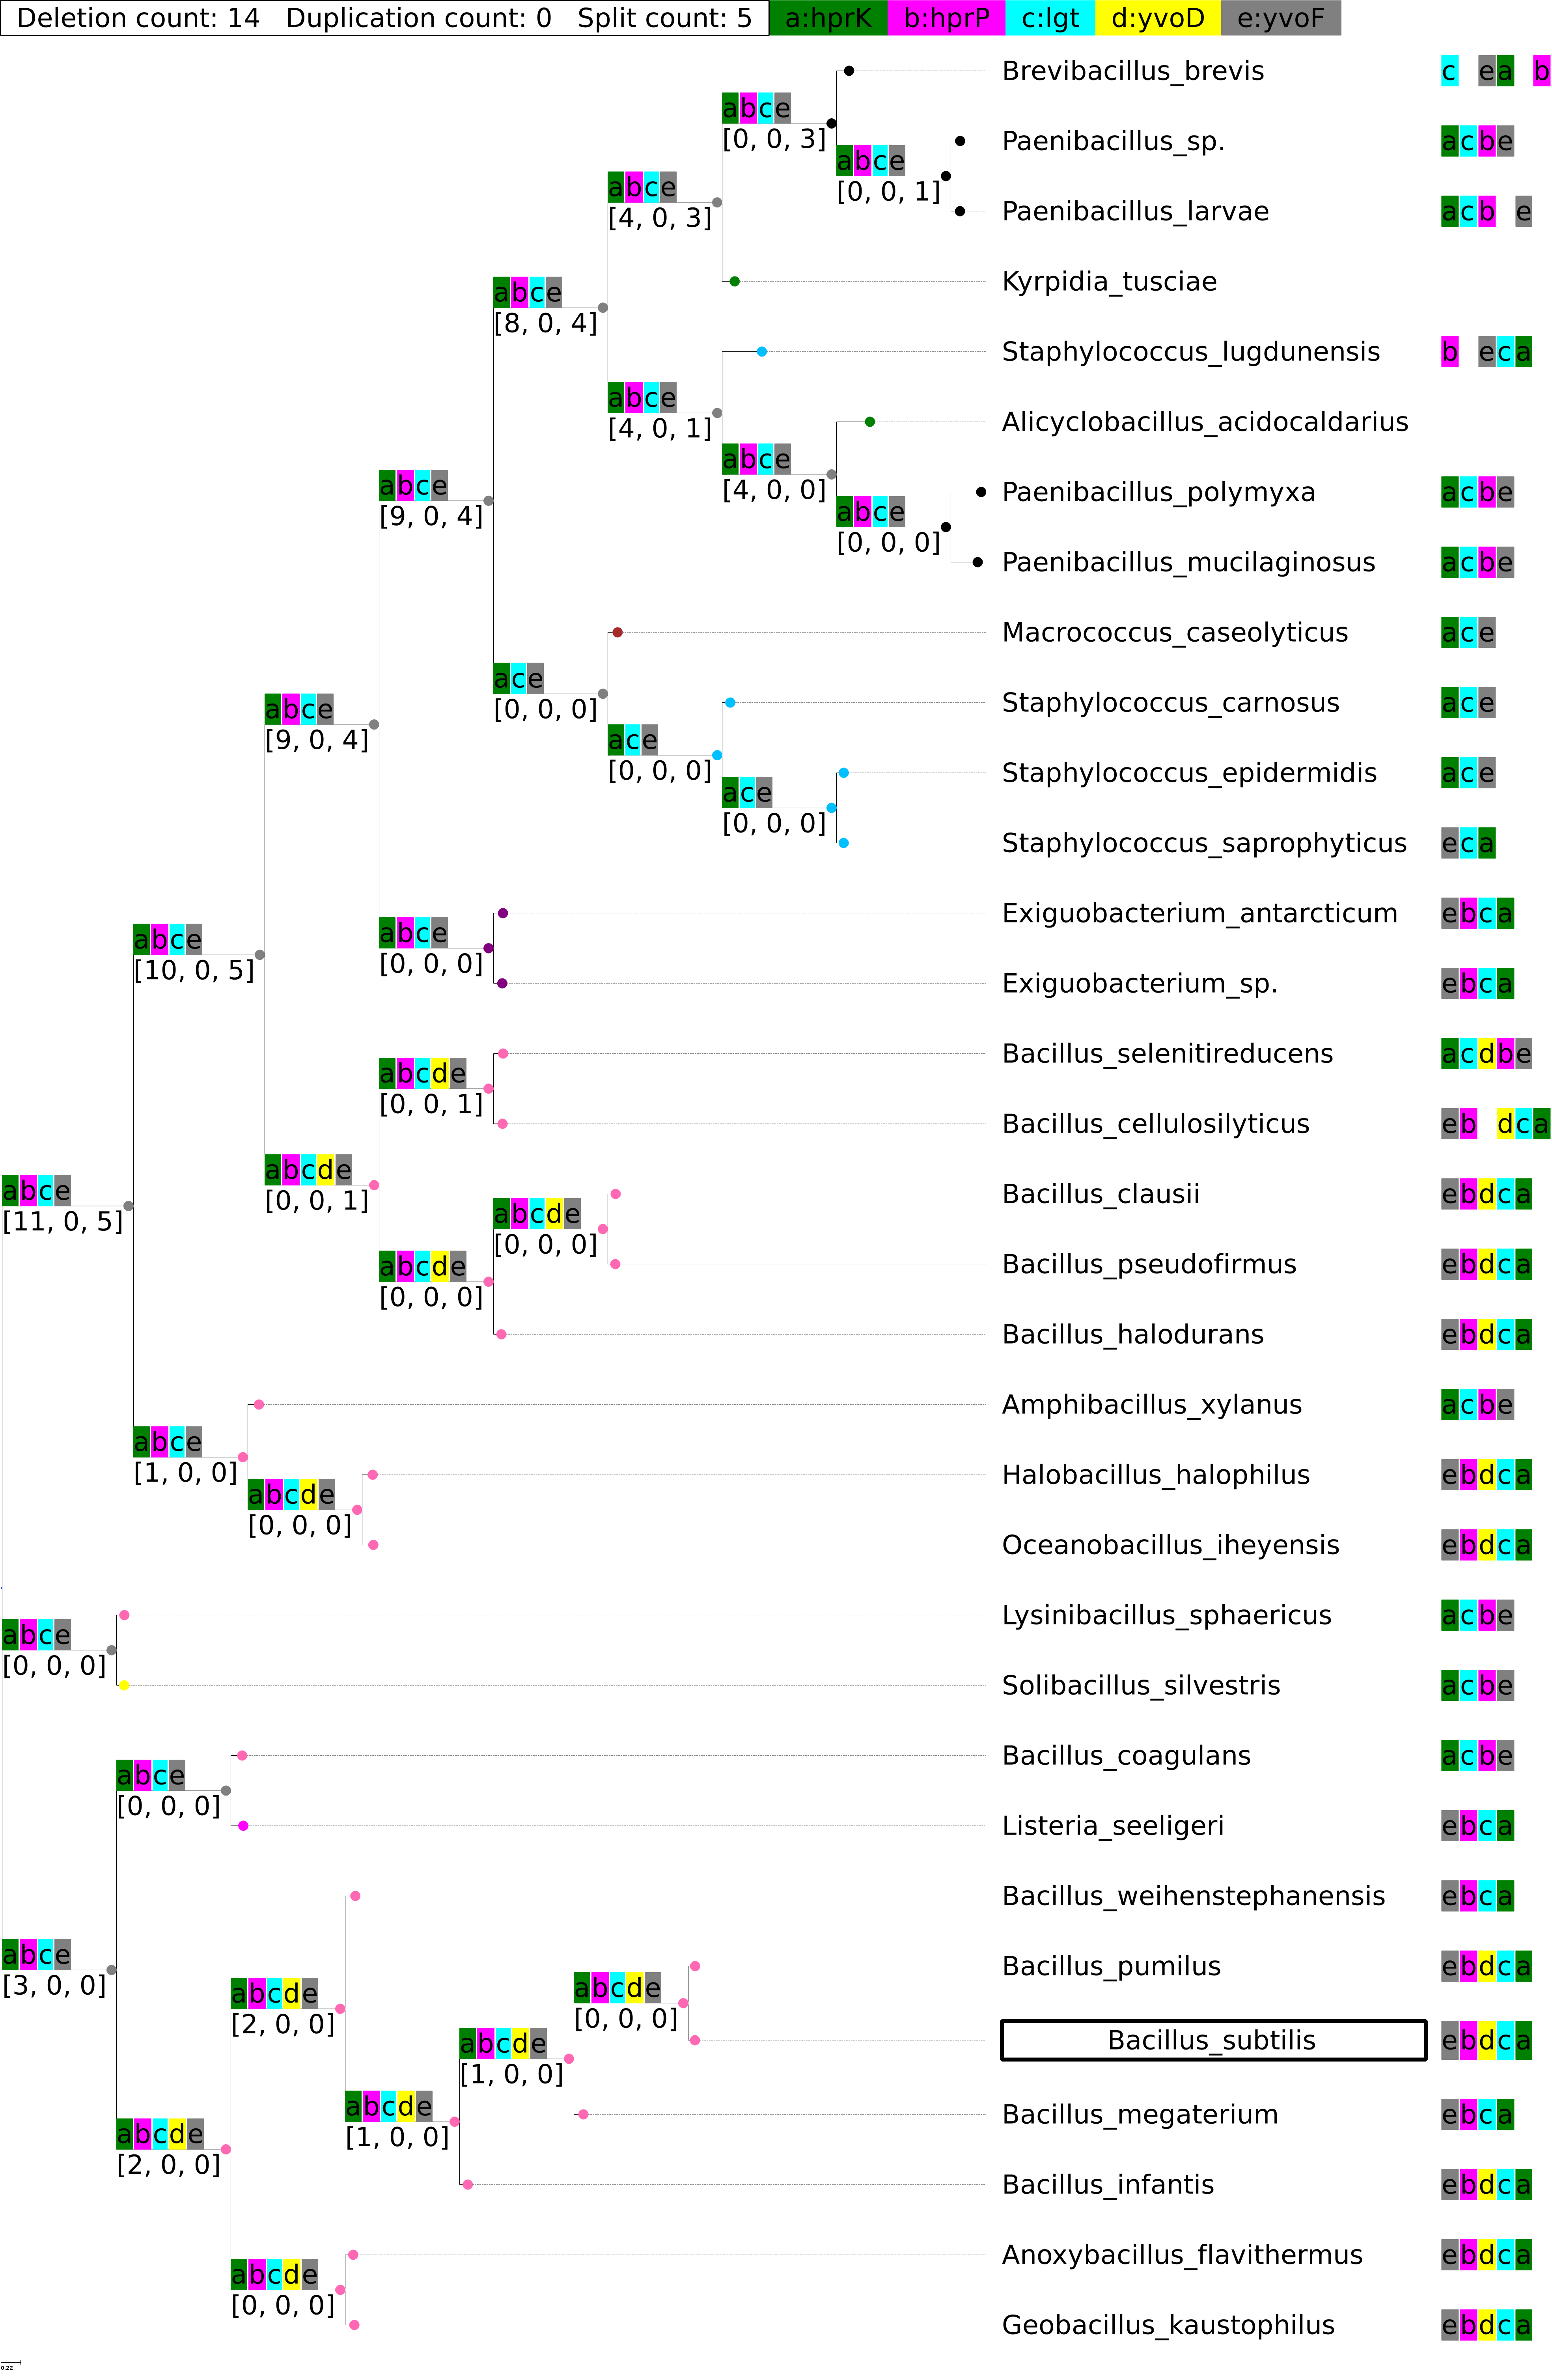 Deletion count: 14 Duplication count: 0 Split count: 5 a:hprK b:hprP c:lgt d:yvoD e:yvoF
Brevibacillus_brevis c ea b
abce
[0, 0, 3]
Paenibacillus_sp. acbe
abce
[0, 0, 1]
abce
[4, 0, 3]
Paenibacillus_larvae acb e
Kyrpidia_tusciae
abce
[8, 0, 4]
Staphylococcus_lugdunensis b eca
abce
[4, 0, 1]
Alicyclobacillus_acidocaldarius
abce
[4, 0, 0]
Paenibacillus_polymyxa acbe
abce
[0, 0, 0]
abce
[9, 0, 4]
Paenibacillus_mucilaginosus acbe
Macrococcus_caseolyticus ace
ace
[0, 0, 0]
Staphylococcus_carnosus ace
abce
[9, 0, 4]
ace
[0, 0, 0]
Staphylococcus_epidermidis ace
ace
[0, 0, 0]
Staphylococcus_saprophyticus eca
Exiguobacterium_antarcticum ebca
abce
[10, 0, 5]
abce
[0, 0, 0]
Exiguobacterium_sp. ebca
Bacillus_selenitireducens acdbe
abcde
[0, 0, 1]
Bacillus_cellulosilyticus eb dca
abcde
[0, 0, 1]
abce
[11, 0, 5]
Bacillus_clausii ebdca
abcde
[0, 0, 0]
Bacillus_pseudofirmus ebdca
abcde
[0, 0, 0]
Bacillus_halodurans ebdca
Amphibacillus_xylanus acbe
abce
[1, 0, 0]
Halobacillus_halophilus ebdca
abcde
[0, 0, 0]
Oceanobacillus_iheyensis ebdca
Lysinibacillus_sphaericus acbe
abce
[0, 0, 0]
Solibacillus_silvestris acbe
Bacillus_coagulans acbe
abce
[0, 0, 0]
Listeria_seeligeri ebca
Bacillus_weihenstephanensis ebca
abce
[3, 0, 0]
Bacillus_pumilus ebdca
abcde
[2, 0, 0]
abcde
[0, 0, 0]
Bacillus_subtilis ebdca
abcde
[1, 0, 0]
Bacillus_megaterium ebca
abcde
[1, 0, 0]
abcde
[2, 0, 0]
Bacillus_infantis ebdca
Anoxybacillus_flavithermus ebdca
abcde
[0, 0, 0]
Geobacillus_kaustophilus ebdca
0.22